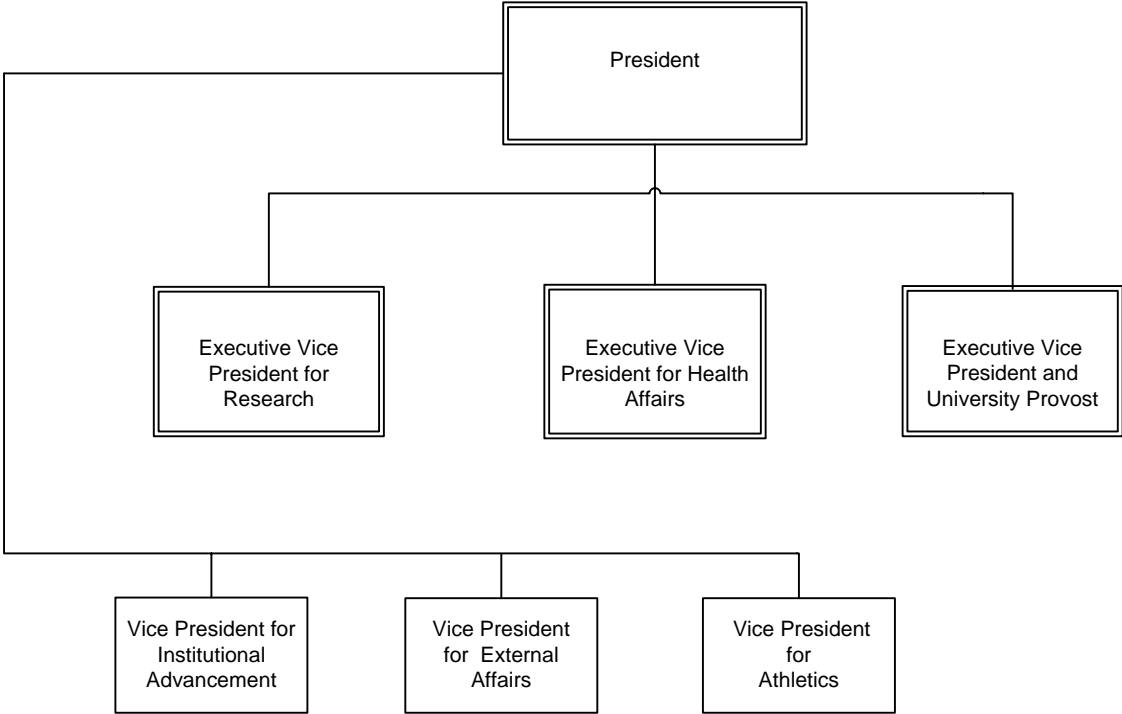 President
Executive Vice
President for
Research
Executive Vice
President for Health
Affairs
Executive Vice
President and
University Provost
Vice President for
Institutional
Advancement
Vice President
for  External
Affairs
Vice President
for
Athletics